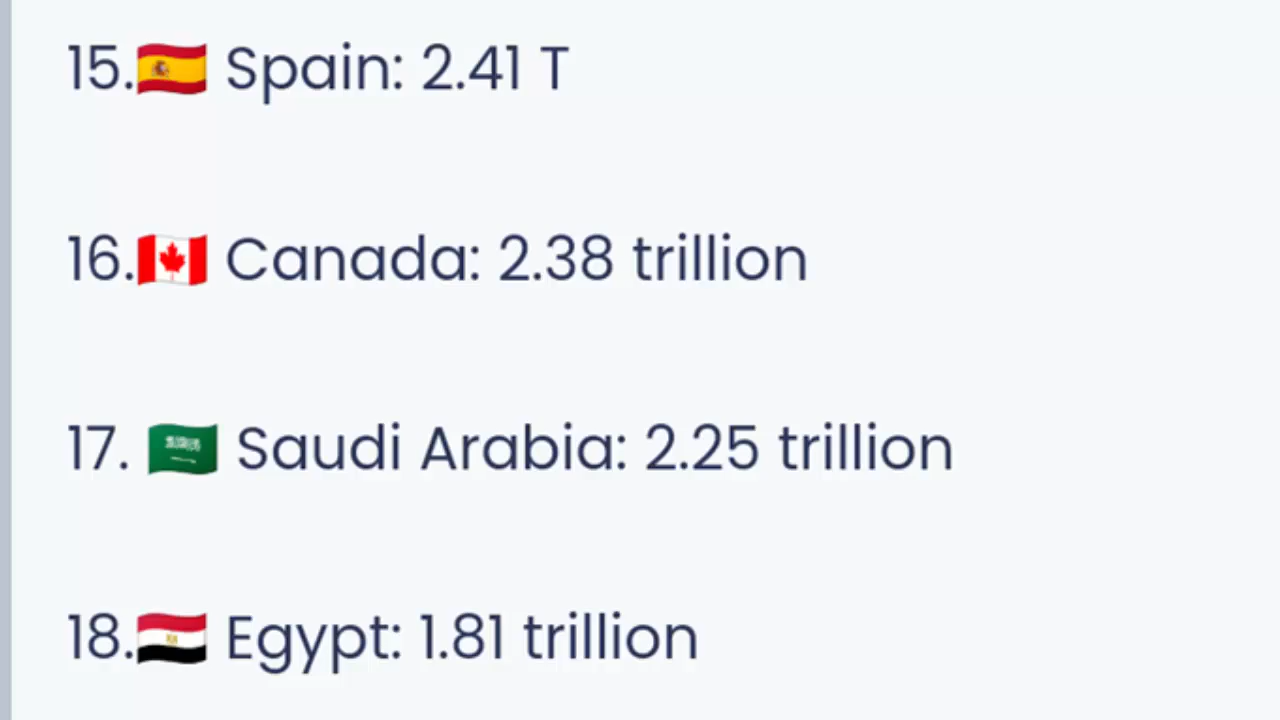 15.🇪🇸 Spain: 2.41 T
16.🇨🇦 Canada: 2.38 trillion
17. 🇸🇦 Saudi Arabia: 2.25 trillion
18.🇪🇬 Egypt: 1.81 trillion